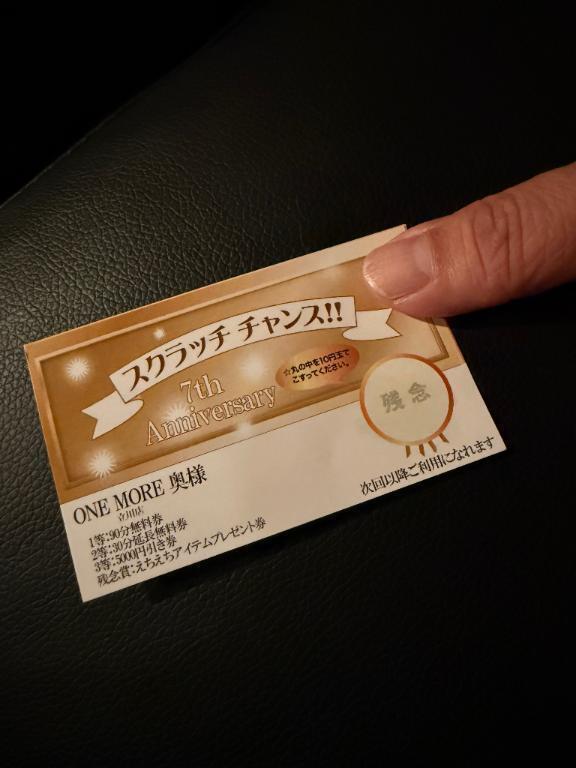 スクラッチ チャンス!!
7th
Anniversary
☆丸の中を10円玉で
こすってください。
残念
ONE MORE 奥様
立川店
1等:90分無料券
2等:30分延長無料券
3等:5000円引き券
残念賞:えちえちアイテムプレゼント券
次回以降ご利用になれます